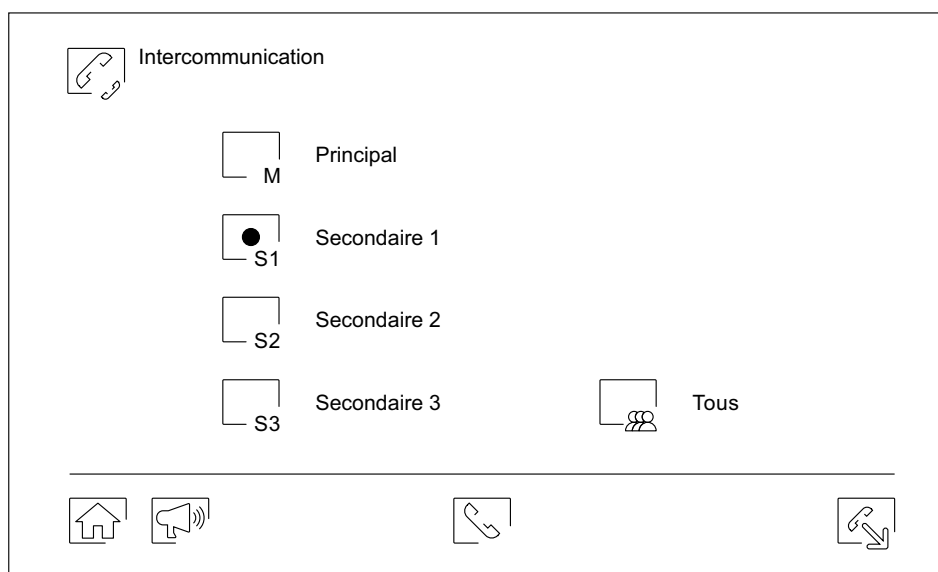 Intercommunication
M Principal
S1 Secondaire 1
S2 Secondaire 2
S3 Secondaire 3 Tous